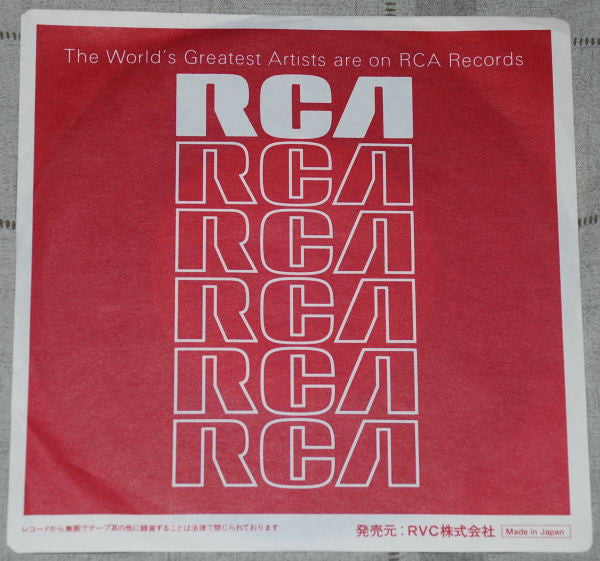 The World's Greatest Artists are on RCA Records
RCA
RCA
RCA
RCA
RCA
RCA
レコードから無断でテープ其の他に録音することは法律で禁じられております
発売元:RVC株式会社 Made in Japan